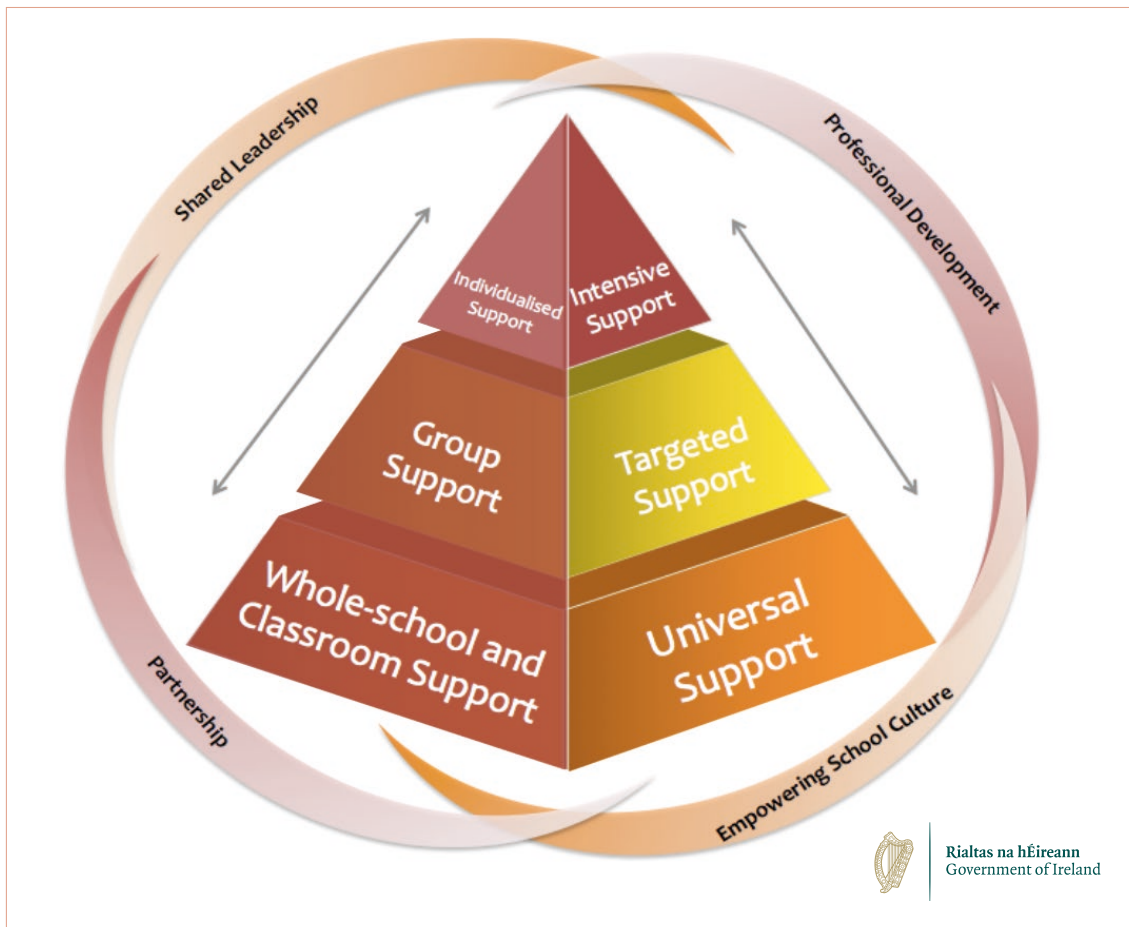 Shared Leadership
Professional Development
Individualised
Support
Intensive
Support
Group
Support
Targeted
Support
Whole-school and
Classroom Support
Universal
Support
Partnership
Empowering School Culture
Rialtas na hÉireann
Government of Ireland